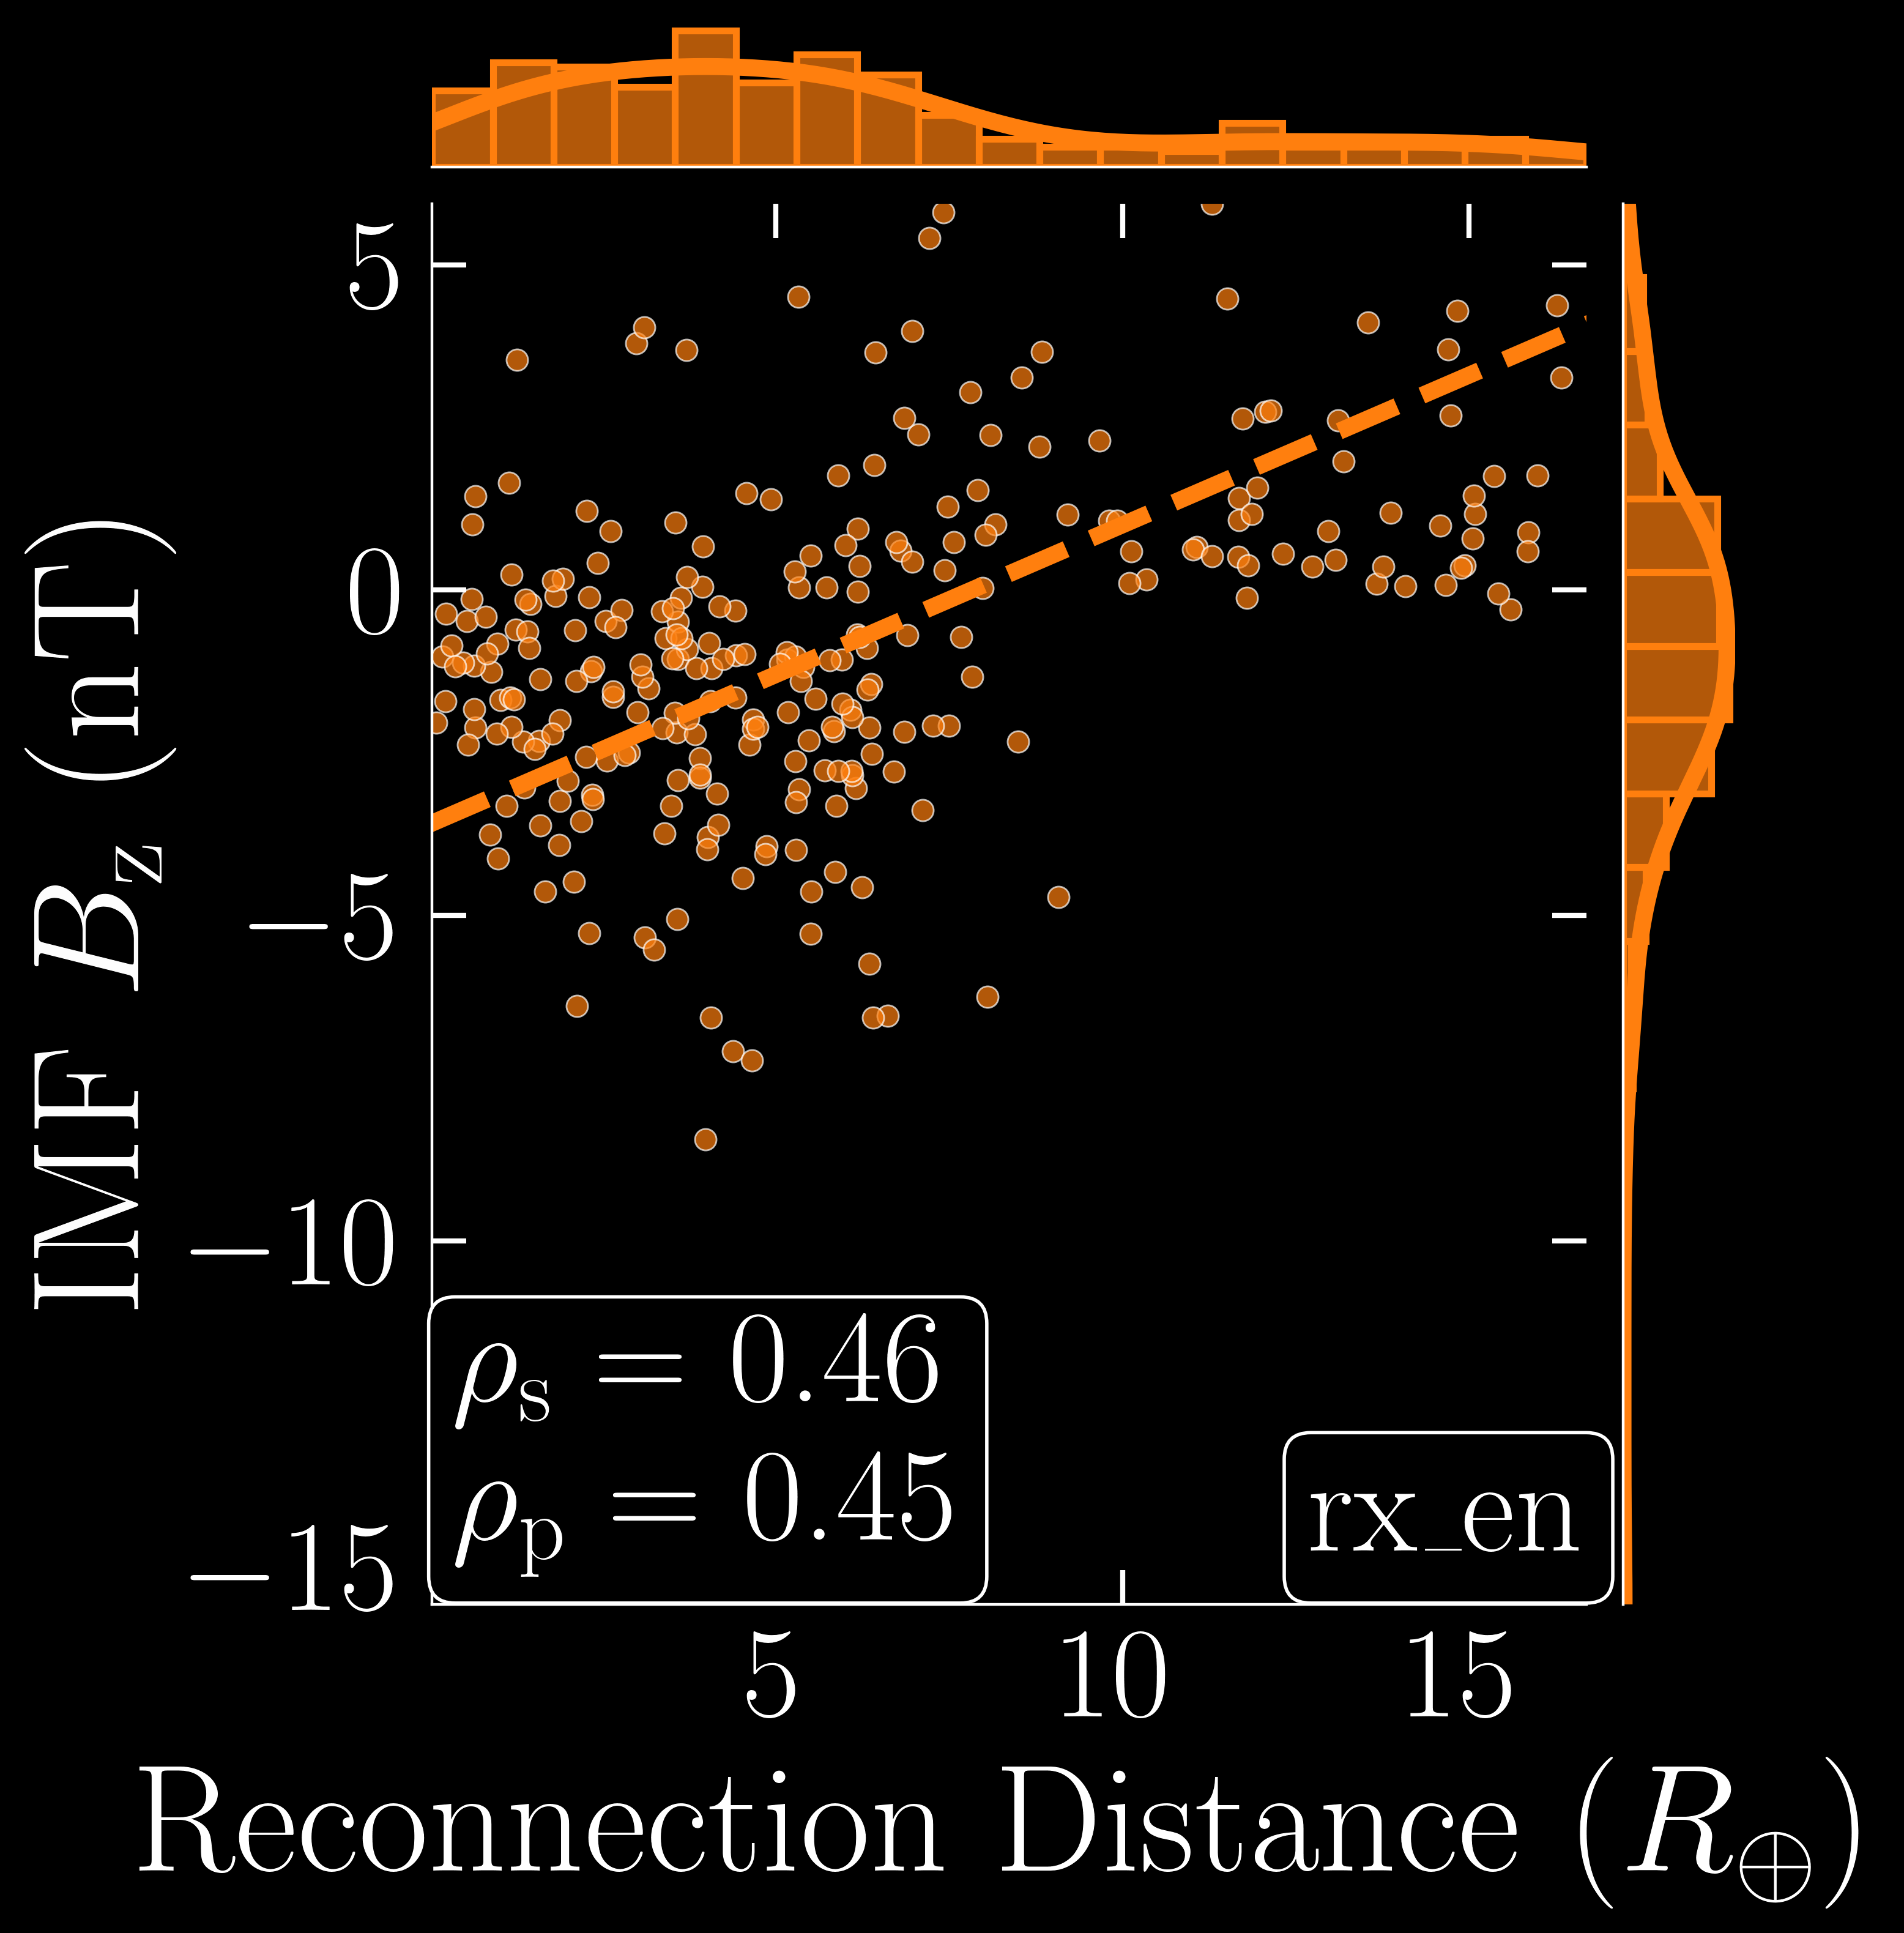 IMF B_z (nT)
5
0
−5
−10
−15
ρ_s = 0.46
ρ_p = 0.45
rx_en
5 10 15
Reconnection Distance (R_⊕)